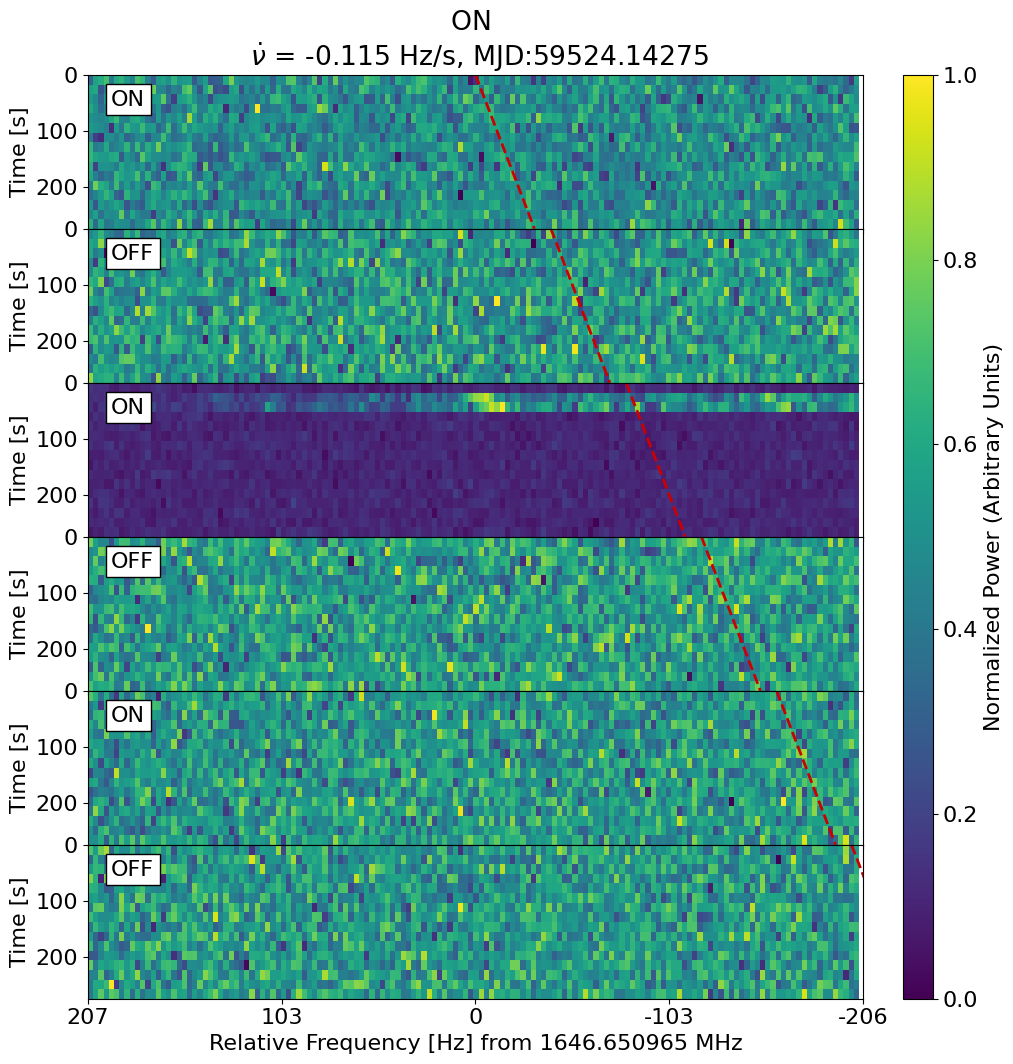 ON
ν̇ = -0.115 Hz/s, MJD:59524.14275
0
100
200
Time [s]
ON
0
100
200
Time [s]
OFF
0
100
200
Time [s]
ON
0
100
200
Time [s]
OFF
0
100
200
Time [s]
ON
0
100
200
Time [s]
OFF
207 103 0 -103 -206
Relative Frequency [Hz] from 1646.650965 MHz
1.0
0.8
0.6
0.4
0.2
0.0
Normalized Power (Arbitrary Units)